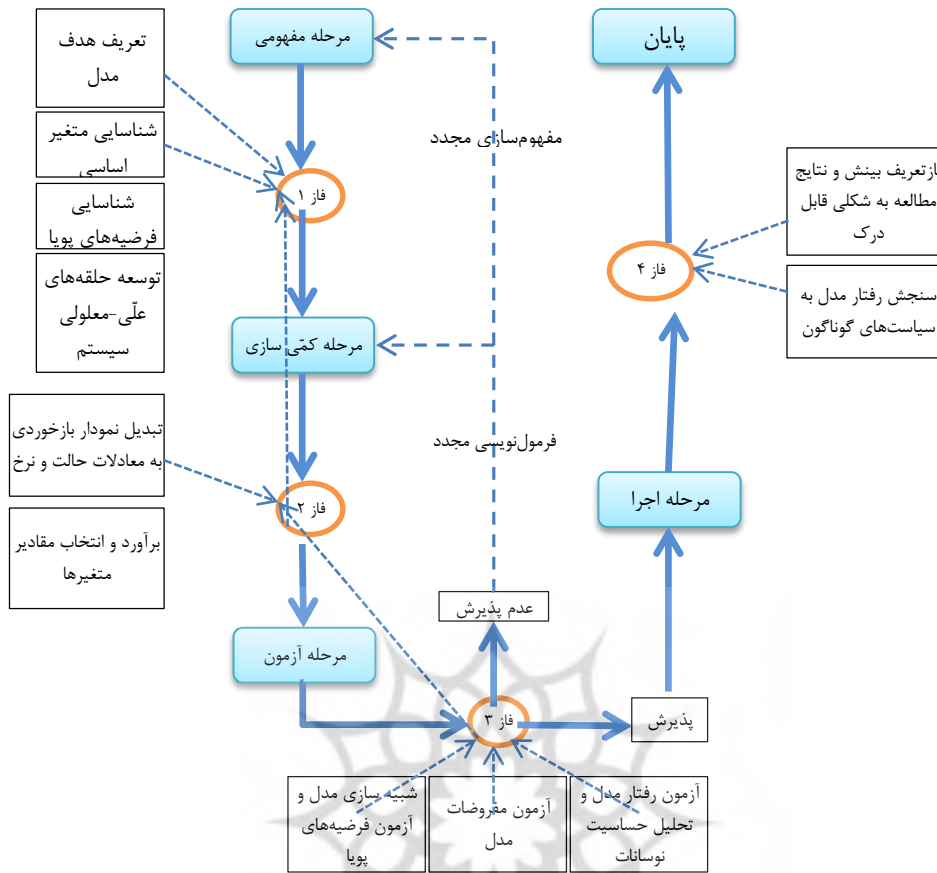 مرحله مفهومی
پایان
تعریف هدف
مدل
شناسایی متغیر
اساسی
شناسایی
فرضیه‌های پویا
توسعه حلقه‌های
علّی-معلولی
سیستم
فاز ۱
مفهوم‌سازی مجدد
ازتعریف بینش و نتایج
مطالعه به شکلی قابل
درک
فاز ۴
سنجش رفتار مدل به
سیاست‌های گوناگون
مرحله کمّی سازی
تبدیل نمودار بازخوردی
به معادلات حالت و نرخ
فرمول‌نویسی مجدد
فاز ۲
مرحله اجرا
برآورد و انتخاب مقادیر
متغیرها
عدم پذیرش
مرحله آزمون
فاز ۳
پذیرش
آزمون رفتار مدل و
تحلیل حساسیت
نوسانات
آزمون مفروضات
مدل
شبیه سازی مدل و
آزمون فرضیه‌های
پویا